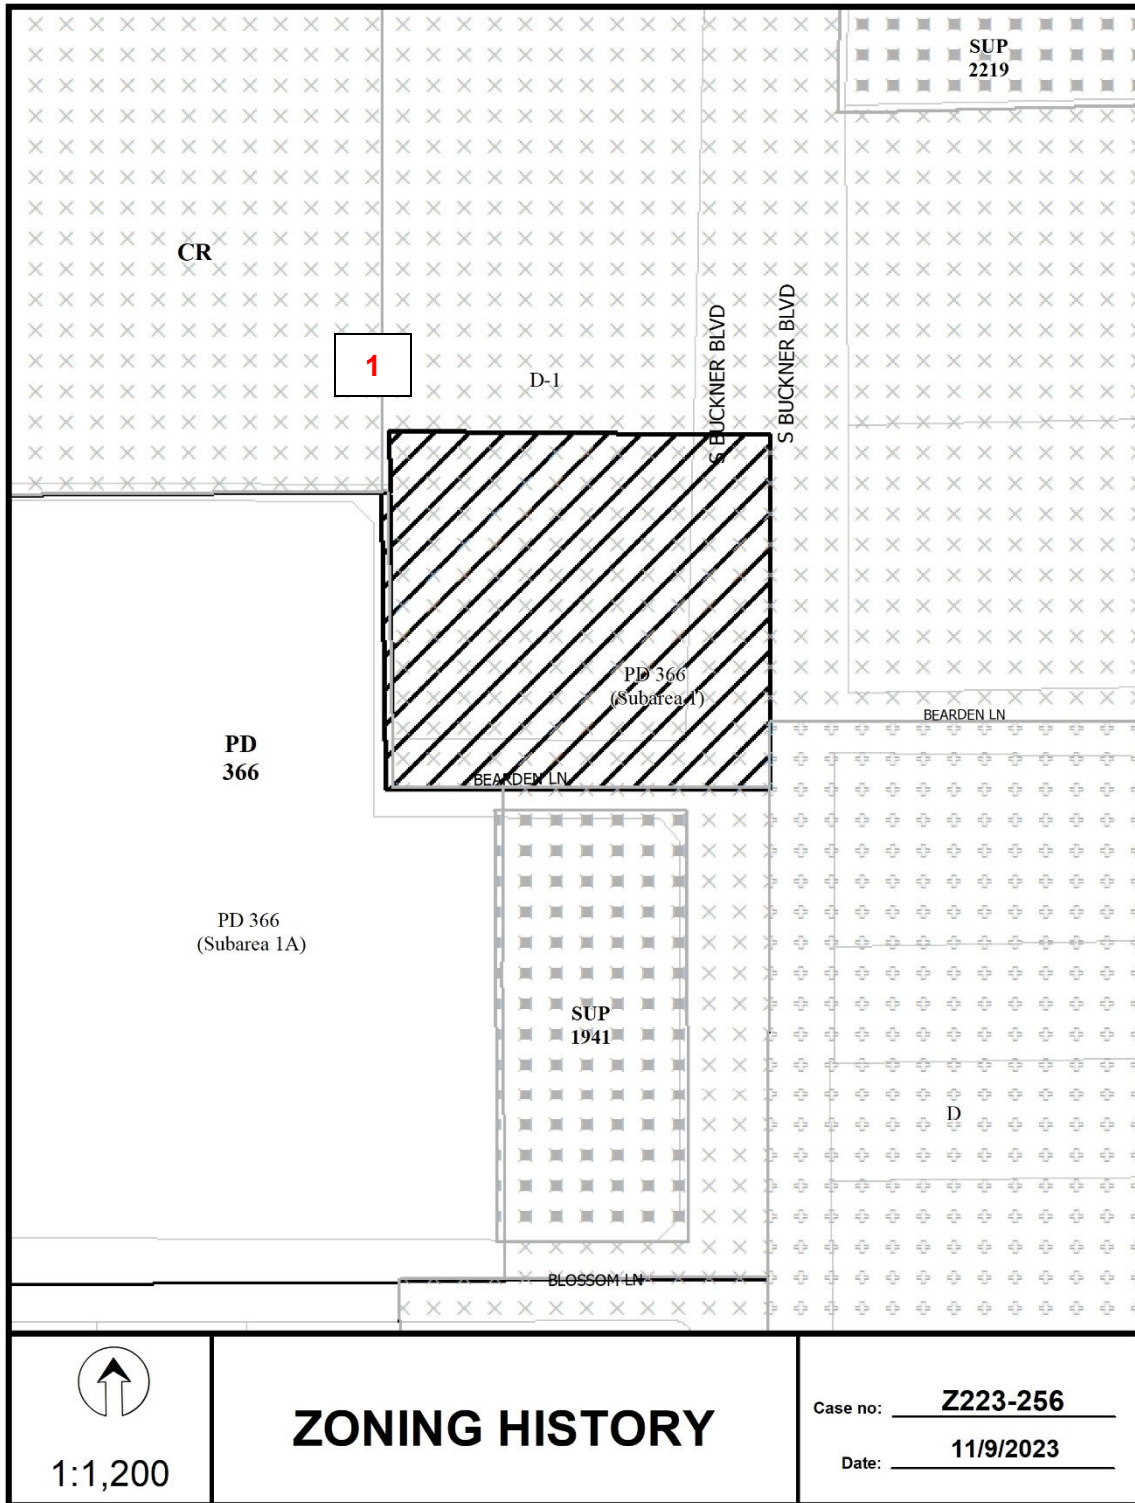 SUP
2219
CR
S BUCKNER BLVD
S BUCKNER BLVD
1
D-1
PD 366
(Subarea 1)
BEARDEN LN
PD
366
BEARDEN LN
PD 366
(Subarea 1A)
SUP
1941
D
BLOSSOM LN
1:1,200
ZONING HISTORY
Case no: Z223-256
Date: 11/9/2023